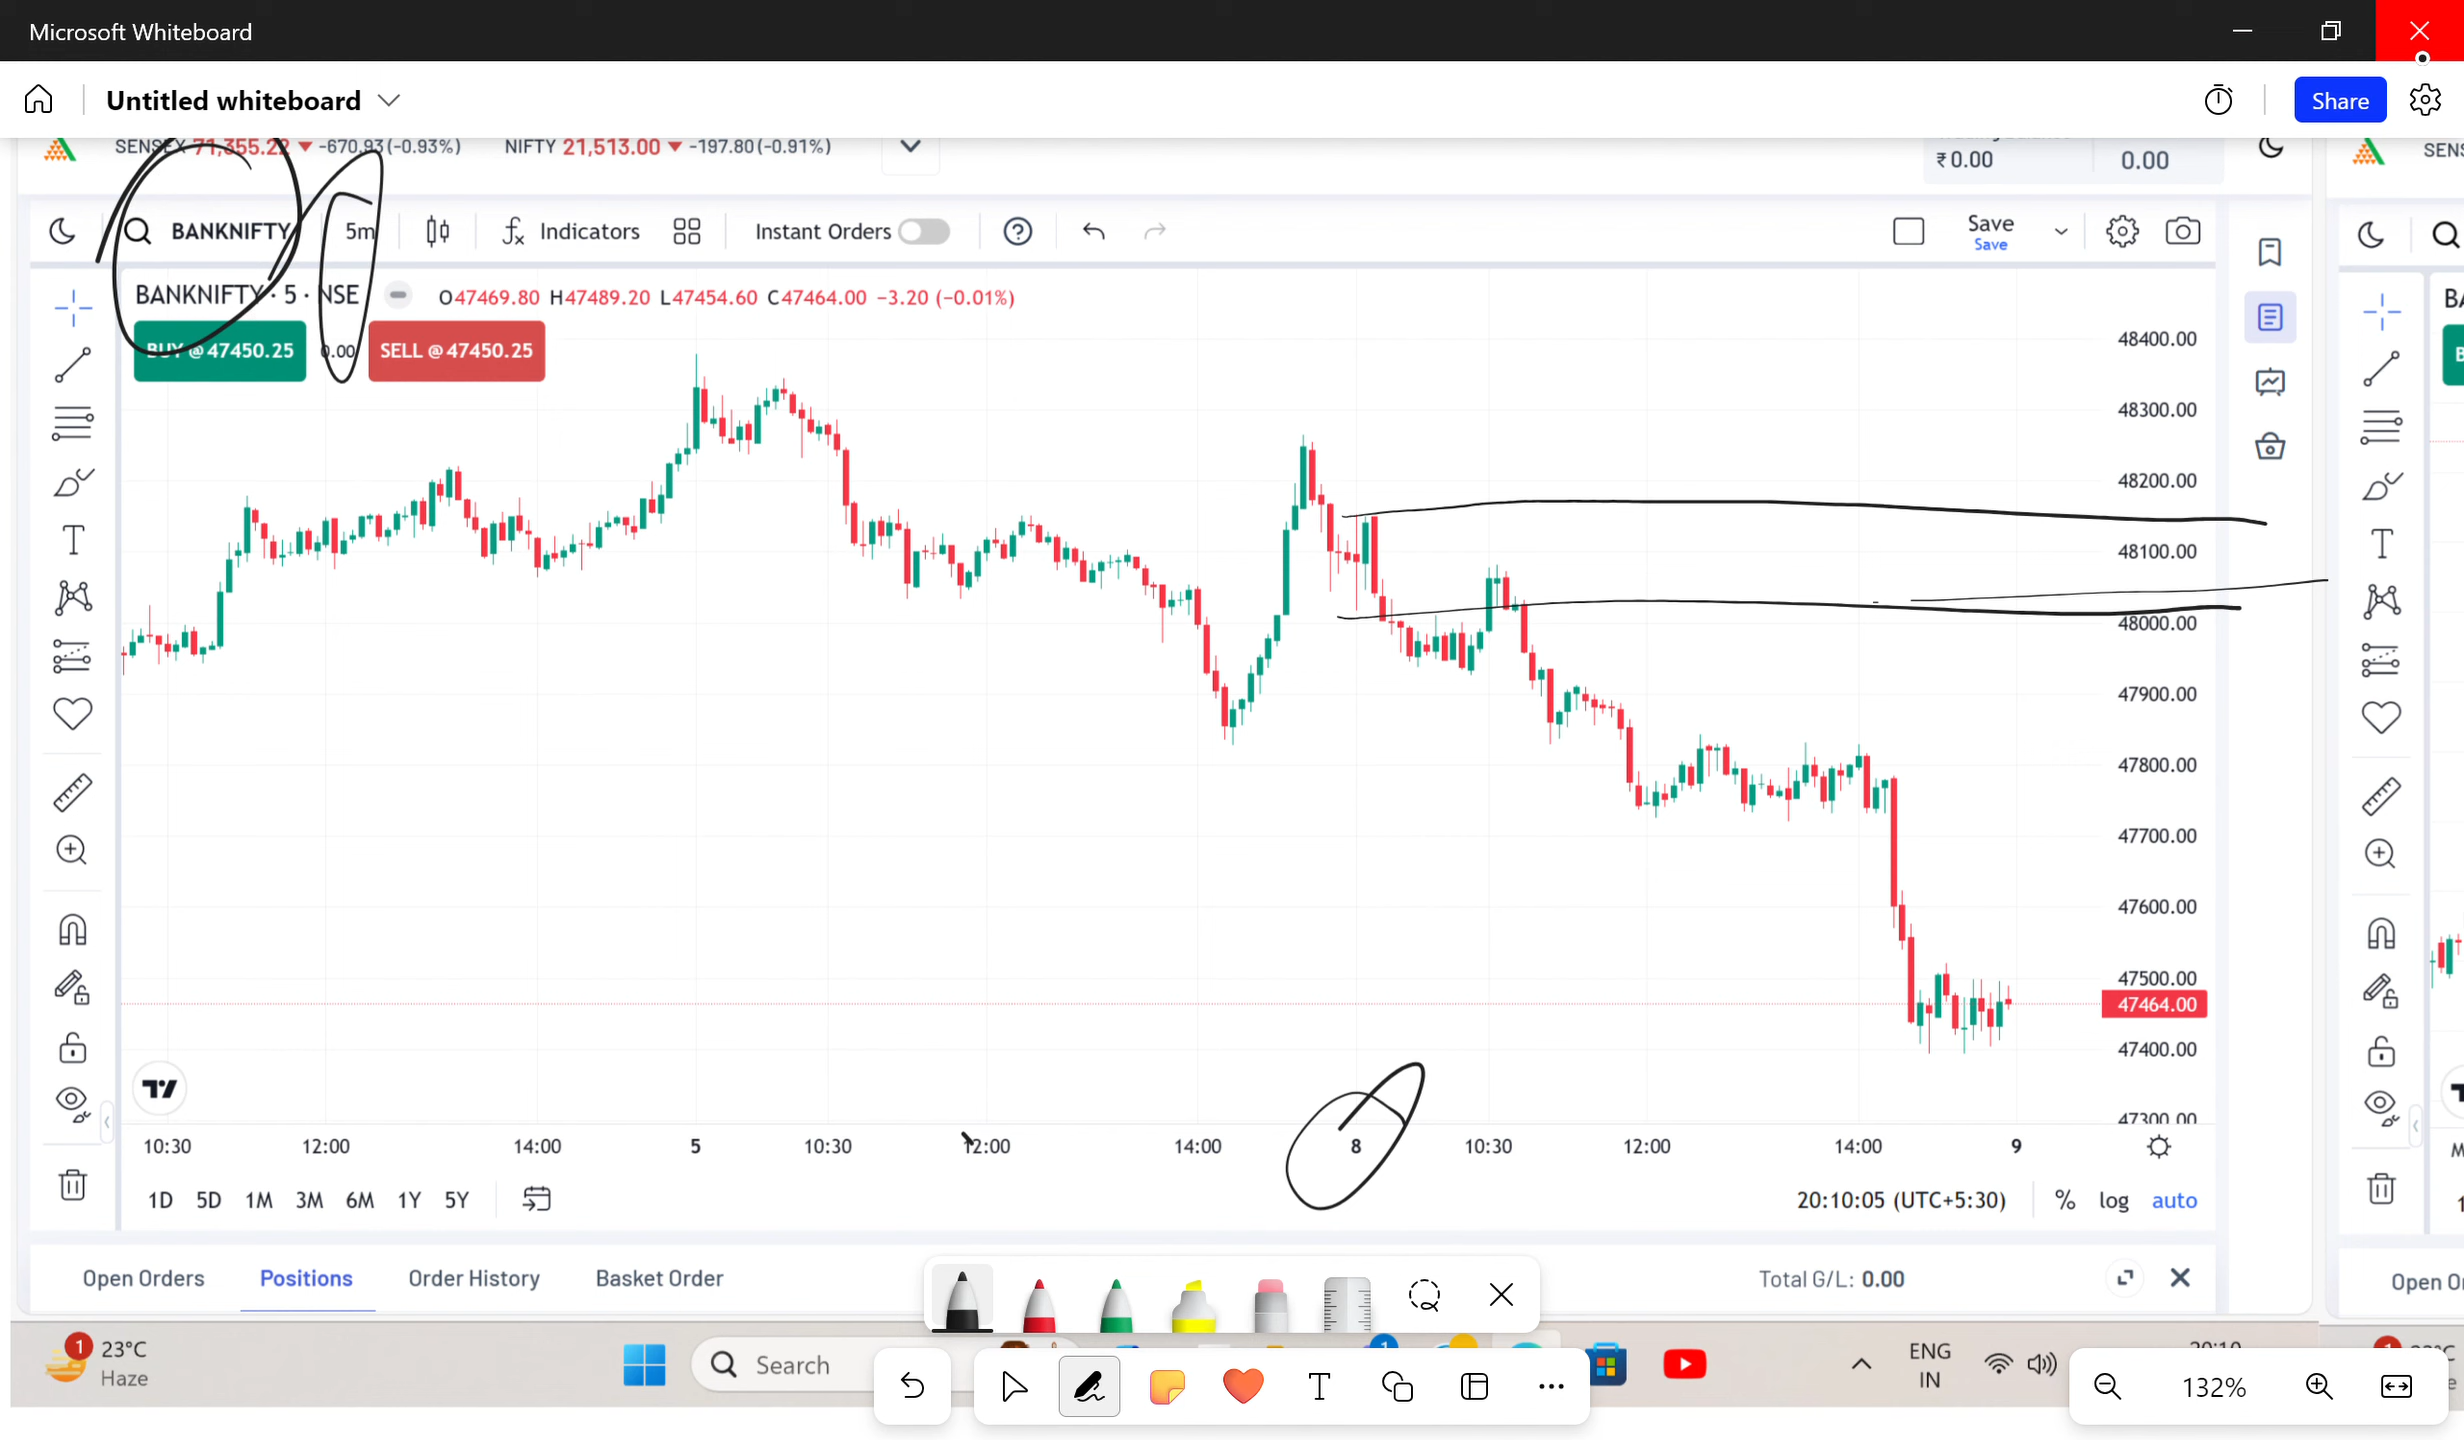 Microsoft Whiteboard
Untitled whiteboard
Share
SENSEX 71,355.22 ▼ -670.93(-0.93%) NIFTY 21,513.00 ▼ -197.80(-0.91%)
₹0.00 0.00
SENS
BANKNIFTY 5m Indicators Instant Orders Save
Save
BANKNIFTY · 5 · NSE O47469.80 H47489.20 L47454.60 C47464.00 −3.20 (−0.01%)
BUY @ 47450.25 0.00 SELL @ 47450.25
48400.00
48300.00
48200.00
48100.00
48000.00
47900.00
47800.00
47700.00
47600.00
47500.00
47464.00
47400.00
47300.00
10:30 12:00 14:00 5 10:30 12:00 14:00 8 10:30 12:00 14:00 9
1D 5D 1M 3M 6M 1Y 5Y
20:10:05 (UTC+5:30) % log auto
Open Orders Positions Order History Basket Order
Total G/L: 0.00
Open O
1 23°C
Haze
Search
ENG
IN
20:10
132%